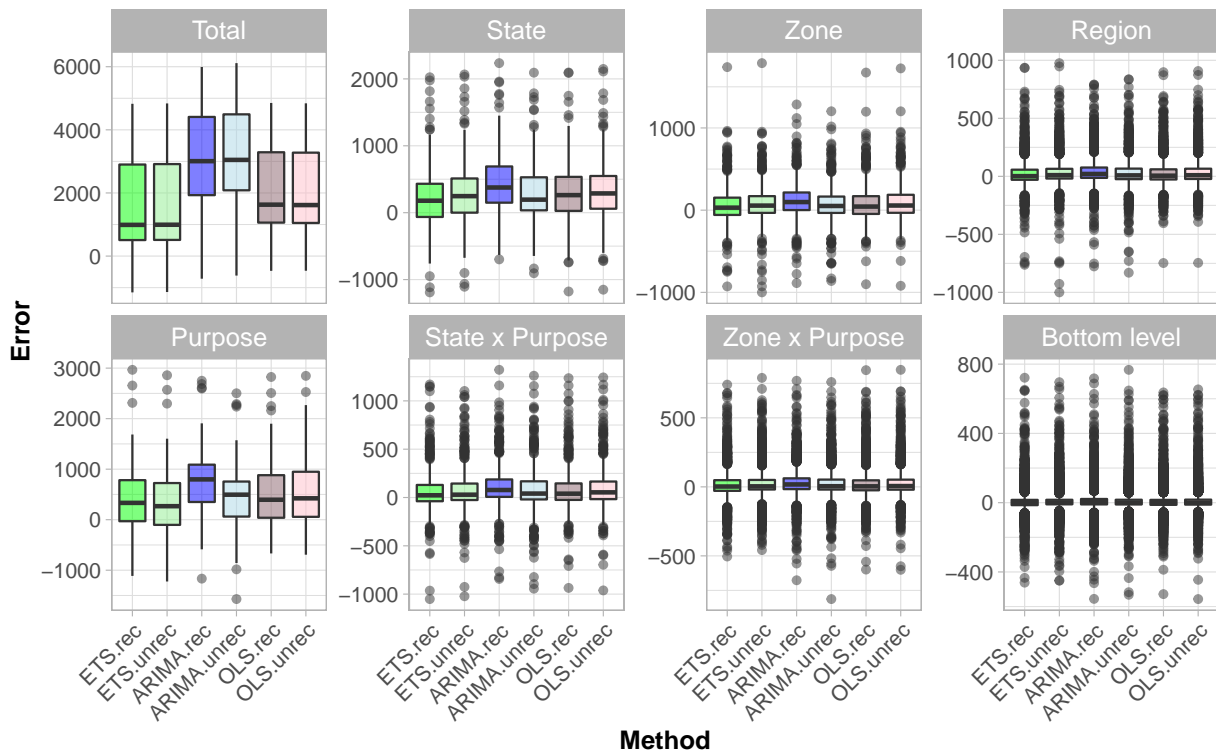 Total
State
Zone
Region
6000
4000
2000
0
2000
1000
0
−1000
1000
0
−1000
1000
500
0
−500
−1000
Purpose
State x Purpose
Zone x Purpose
Bottom level
3000
2000
1000
0
−1000
1000
500
0
−500
−1000
500
0
−500
800
400
0
−400
ETS.rec
ETS.unrec
ARIMA.rec
ARIMA.unrec
OLS.rec
OLS.unrec
ETS.rec
ETS.unrec
ARIMA.rec
ARIMA.unrec
OLS.rec
OLS.unrec
ETS.rec
ETS.unrec
ARIMA.rec
ARIMA.unrec
OLS.rec
OLS.unrec
ETS.rec
ETS.unrec
ARIMA.rec
ARIMA.unrec
OLS.rec
OLS.unrec
Error
Method